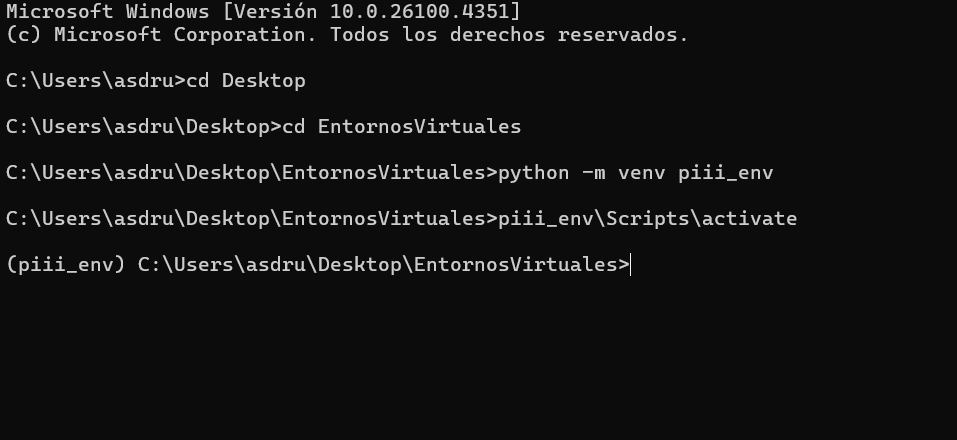 Microsoft Windows [Versión 10.0.26100.4351]
(c) Microsoft Corporation. Todos los derechos reservados.
C:\Users\asdru>cd Desktop
C:\Users\asdru\Desktop>cd EntornosVirtuales
C:\Users\asdru\Desktop\EntornosVirtuales>python -m venv piii_env
C:\Users\asdru\Desktop\EntornosVirtuales>piii_env\Scripts\activate
(piii_env) C:\Users\asdru\Desktop\EntornosVirtuales>